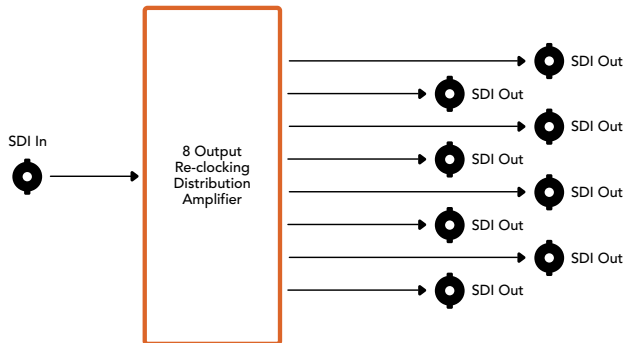 SDI Out
SDI Out
SDI Out
SDI In
8 Output
Re-clocking
Distribution
Amplifier
SDI Out
SDI Out
SDI Out
SDI Out
SDI Out